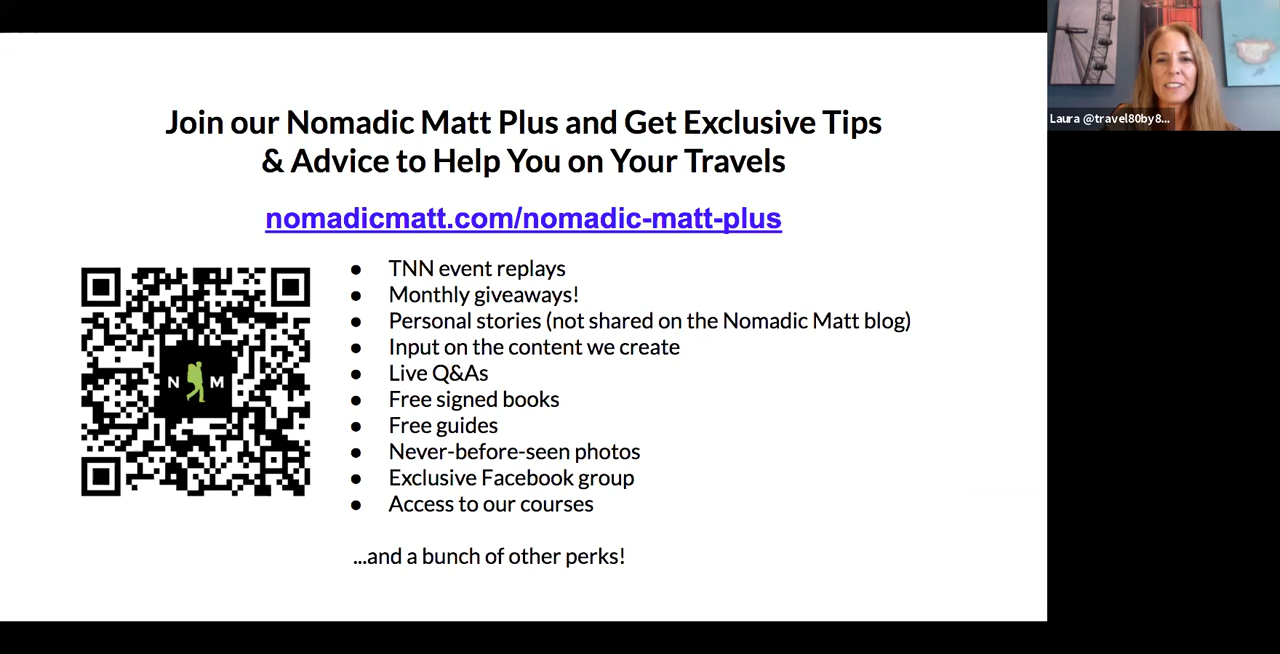 Join our Nomadic Matt Plus and Get Exclusive Tips
& Advice to Help You on Your Travels
nomadicmatt.com/nomadic-matt-plus
● TNN event replays
● Monthly giveaways!
● Personal stories (not shared on the Nomadic Matt blog)
● Input on the content we create
● Live Q&As
● Free signed books
● Free guides
● Never-before-seen photos
● Exclusive Facebook group
● Access to our courses
...and a bunch of other perks!
N M
Laura @travel80by8...